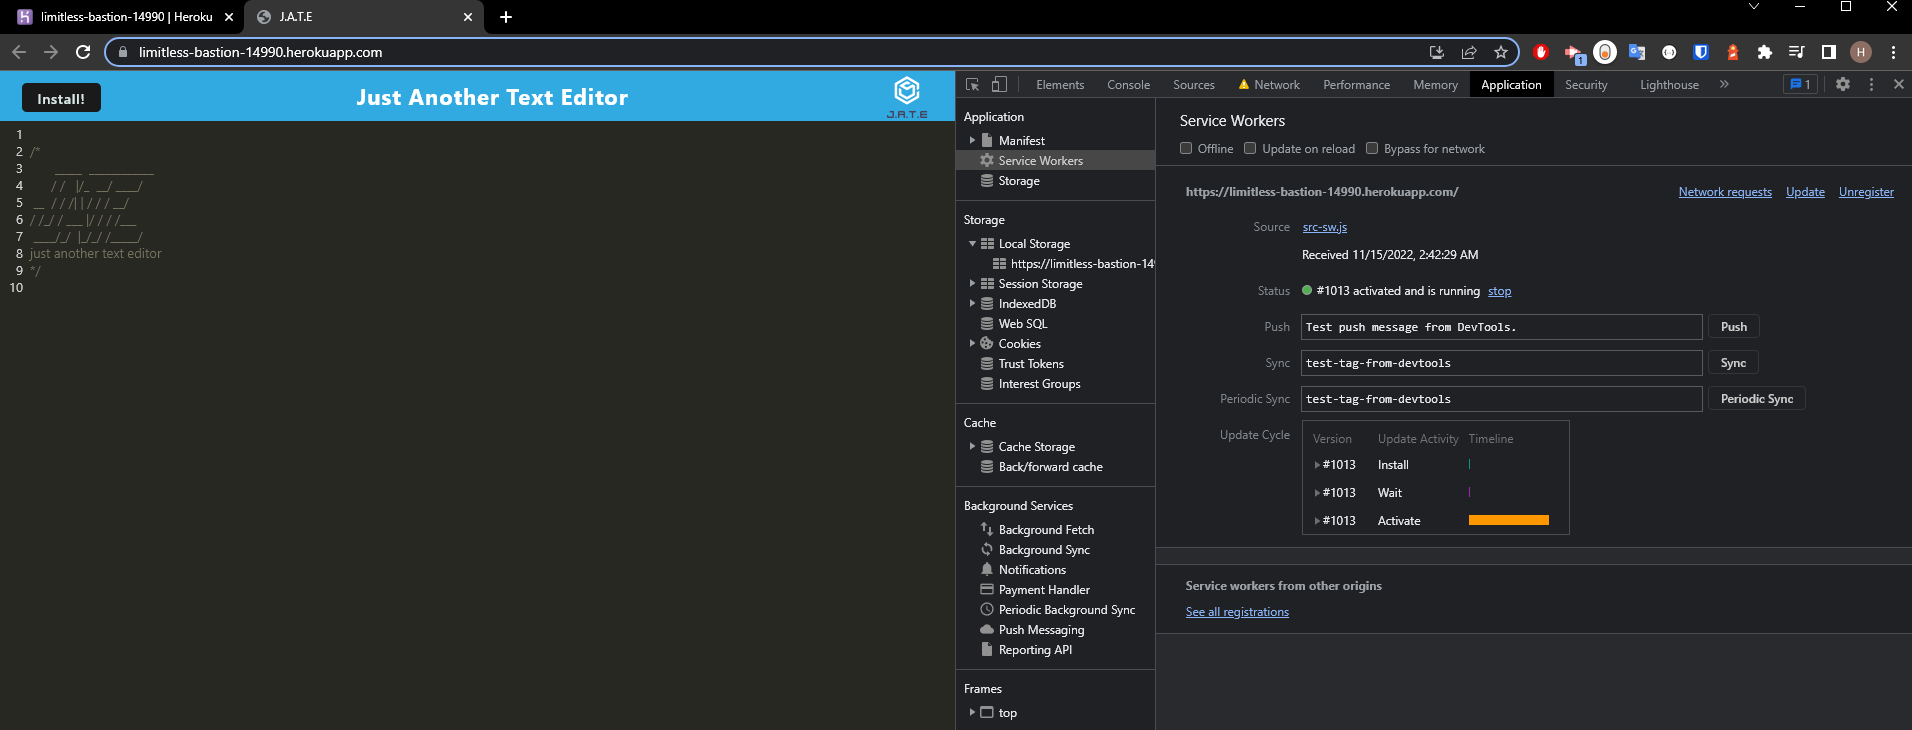 limitless-bastion-14990 | Heroku
J.A.T.E
limitless-bastion-14990.herokuapp.com
1
H
Install!
Just Another Text Editor
J.A.T.E
1
2 /*
3 _____ __________
4 / / |/_ __/ ____/
5 __ / / /| | / / / __/
6 / /_/ / ___ |/ / / /___
7 ____/_/ |_/_/ /_____/
8 just another text editor
9 */
10
Elements Console Sources Network Performance Memory Application Security Lighthouse » 1
Application
Manifest
Service Workers
Storage
Storage
Local Storage
https://limitless-bastion-149
Session Storage
IndexedDB
Web SQL
Cookies
Trust Tokens
Interest Groups
Cache
Cache Storage
Back/forward cache
Background Services
Background Fetch
Background Sync
Notifications
Payment Handler
Periodic Background Sync
Push Messaging
Reporting API
Frames
top
Service Workers
Offline Update on reload Bypass for network
https://limitless-bastion-14990.herokuapp.com/ Network requests Update Unregister
Source src-sw.js
Received 11/15/2022, 2:42:29 AM
Status #1013 activated and is running stop
Push Test push message from DevTools. Push
Sync test-tag-from-devtools Sync
Periodic Sync test-tag-from-devtools Periodic Sync
Update Cycle
Version Update Activity Timeline
#1013 Install
#1013 Wait
#1013 Activate
Service workers from other origins
See all registrations